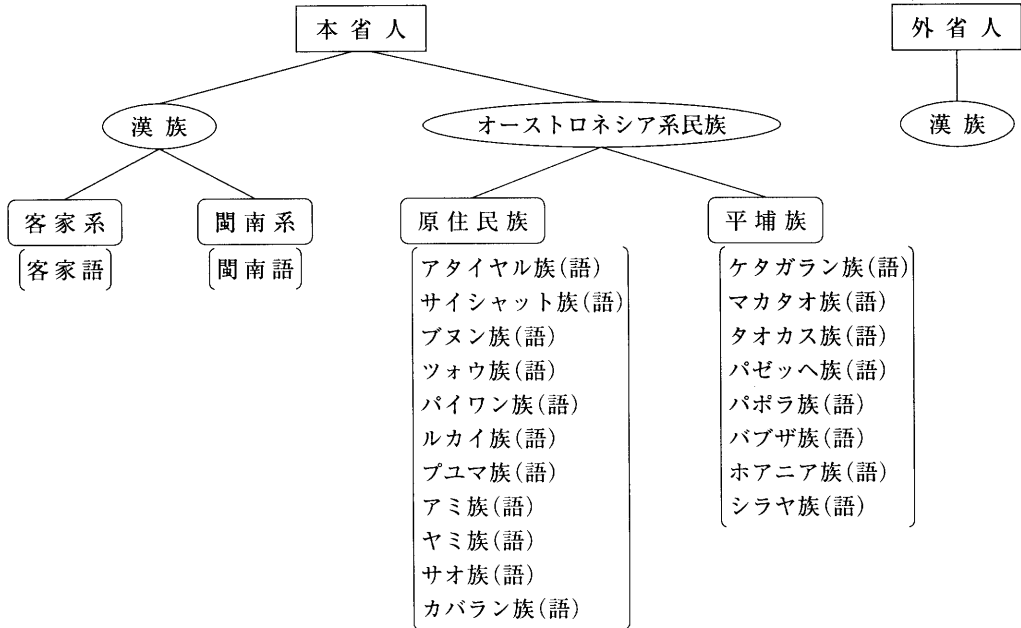 本省人
外省人
漢族
オーストロネシア系民族
漢族
客家系
閩南系
原住民族
平埔族
客家語
閩南語
アタイヤル族(語)
サイシャット族(語)
ブヌン族(語)
ツォウ族(語)
パイワン族(語)
ルカイ族(語)
プユマ族(語)
アミ族(語)
ヤミ族(語)
サオ族(語)
カバラン族(語)
ケタガラン族(語)
マカタオ族(語)
タオカス族(語)
パゼッヘ族(語)
パポラ族(語)
バブザ族(語)
ホアニア族(語)
シラヤ族(語)